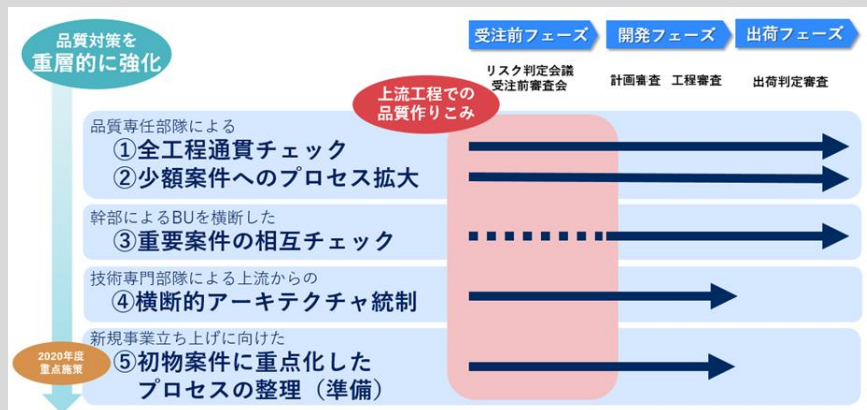 品質対策を
重層的に強化
受注前フェーズ
開発フェーズ
出荷フェーズ
リスク判定会議
受注前審査会
計画審査 工程審査
出荷判定審査
上流工程での
品質作りこみ
品質専任部隊による
①全工程通貫チェック
②少額案件へのプロセス拡大
幹部によるBUを横断した
③重要案件の相互チェック
技術専門部隊による上流からの
④横断的アーキテクチャ統制
2020年度
重点施策
新規事業立ち上げに向けた
⑤初物案件に重点化した
プロセスの整理（準備）